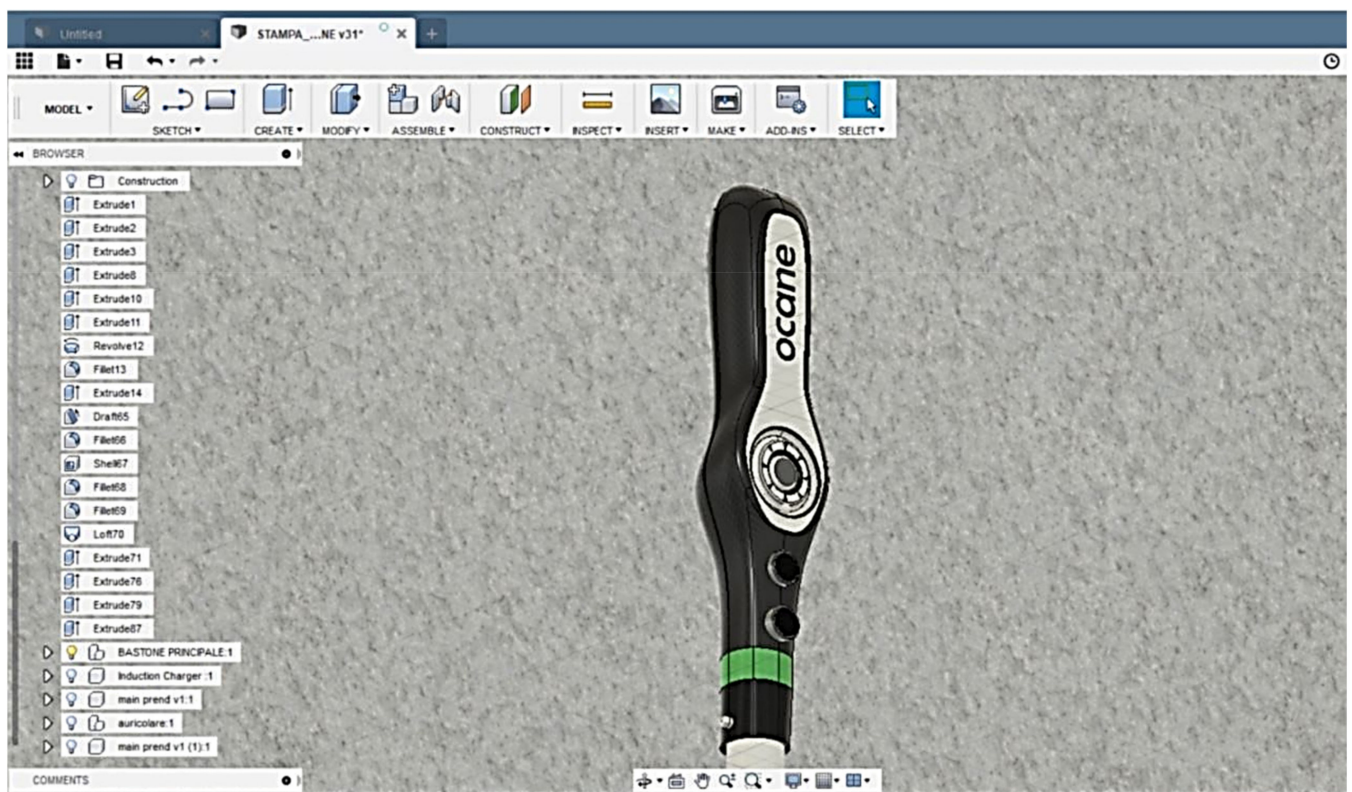 Untitled
STAMPA_...NE v31*
MODEL
SKETCH
CREATE
MODIFY
ASSEMBLE
CONSTRUCT
INSPECT
INSERT
MAKE
ADD-INS
SELECT
BROWSER
Construction
Extrude1
Extrude2
Extrude3
Extrude8
Extrude10
Extrude11
Revolve12
Fillet13
Extrude14
Draft65
Fillet66
Shell67
Fillet68
Fillet69
Loft70
Extrude71
Extrude76
Extrude79
Extrude87
BASTONE PRINCIPALE:1
Induction Charger :1
main prend v1:1
auricolare:1
main prend v1 (1):1
COMMENTS
ocane